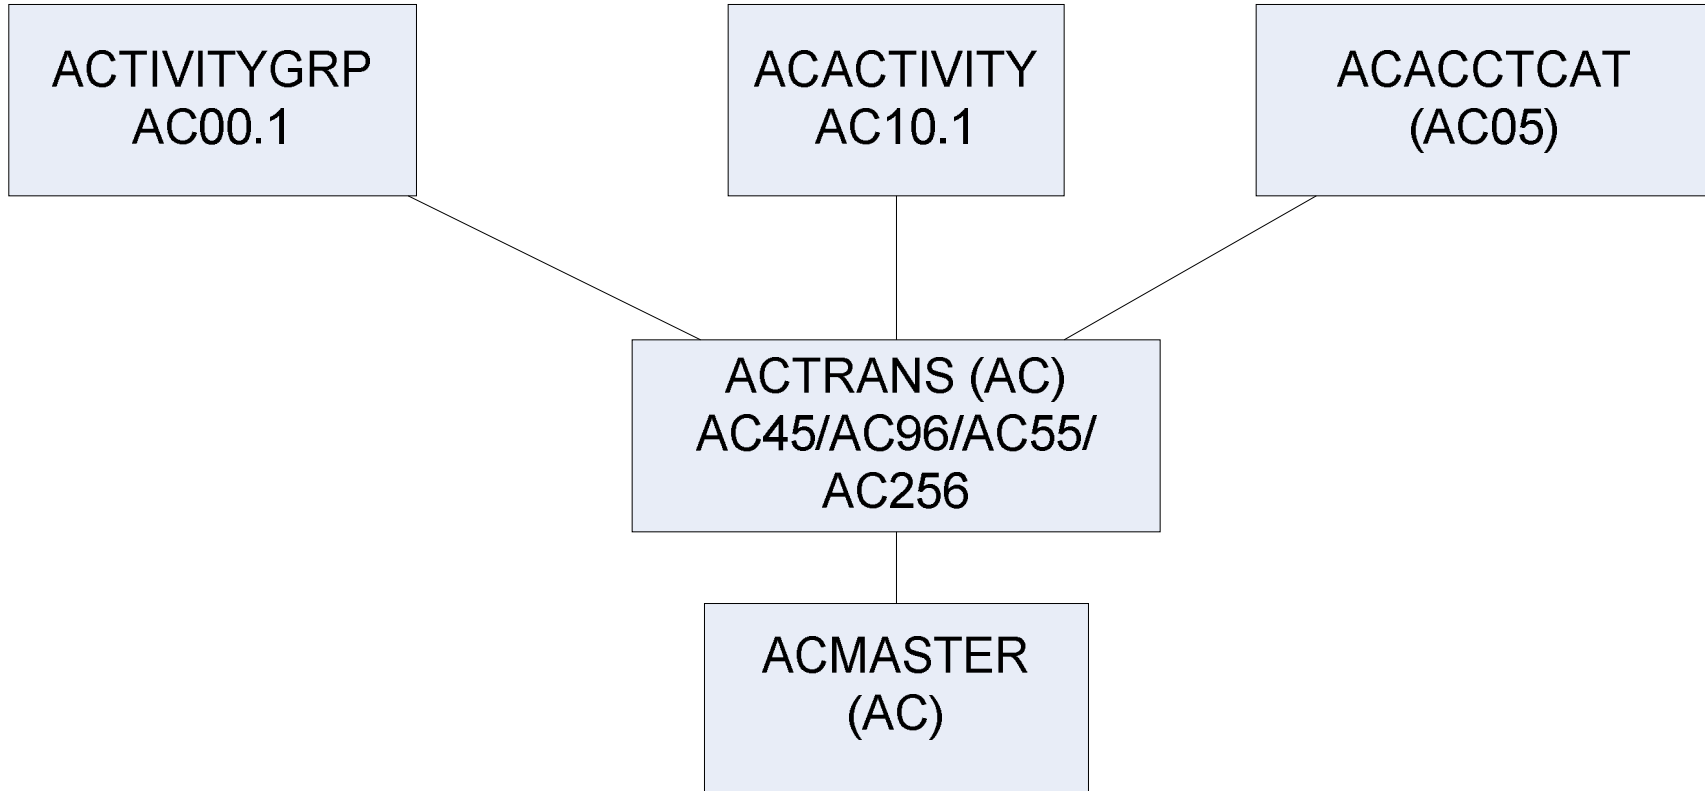 ACTIVITYGRP
AC00.1
ACACTIVITY
AC10.1
ACACCTCAT
(AC05)
ACTRANS (AC)
AC45/AC96/AC55/
AC256
ACMASTER
(AC)